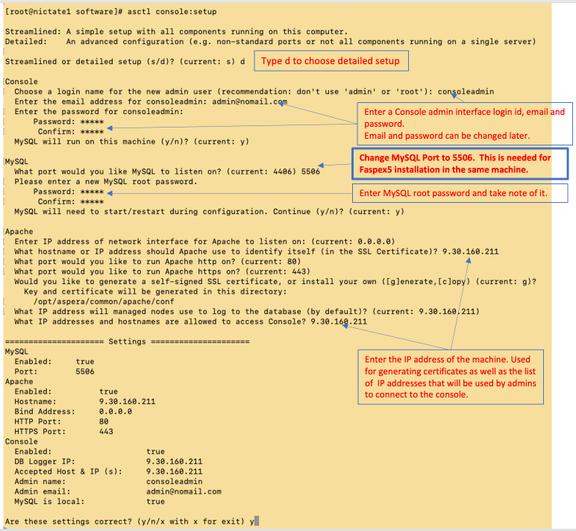 [root@nictate1 software]# asctl console:setup
Streamlined: A simple setup with all components running on this computer.
Detailed: An advanced configuration (e.g. non-standard ports or not all components running on a single server)
Streamlined or detailed setup (s/d)? (current: s) d
Type d to choose detailed setup
Console
Choose a login name for the new admin user (recommendation: don't use 'admin' or 'root'): consoleadmin
Enter the email address for consoleadmin: admin@nomail.com
Enter the password for consoleadmin:
Password: *****
Confirm: *****
MySQL will run on this machine (y/n)? (current: y)
Enter a Console admin interface login id, email and
password.
Email and password can be changed later.
MySQL
What port would you like MySQL to listen on? (current: 4406) 5506
Please enter a new MySQL root password.
Password: *****
Confirm: *****
MySQL will need to start/restart during configuration. Continue (y/n)? (current: y)
Change MySQL Port to 5506. This is needed for
Faspex5 installation in the same machine.
Enter MySQL root password and take note of it.
Apache
Enter IP address of network interface for Apache to listen on: (current: 0.0.0.0)
What hostname or IP address should Apache use to identify itself (in the SSL Certificate)? 9.30.160.211
What port would you like to run Apache http on? (current: 80)
What port would you like to run Apache https on? (current: 443)
Would you like to generate a self-signed SSL certificate, or install your own ([g]enerate,[c]opy) (current: g)?
Key and certificate will be generated in this directory:
/opt/aspera/common/apache/conf
What IP address will managed nodes use to log to the database (by default)? (current: 9.30.160.211)
What IP addresses and hostnames are allowed to access Console? 9.30.160.211
Enter the IP address of the machine. Used
for generating certificates as well as the list
of IP addresses that will be used by admins
to connect to the console.
==================== Settings ====================
MySQL
Enabled: true
Port: 5506
Apache
Enabled: true
Hostname: 9.30.160.211
Bind Address: 0.0.0.0
HTTP Port: 80
HTTPS Port: 443
Console
Enabled: true
DB Logger IP: 9.30.160.211
Accepted Host & IP (s): 9.30.160.211
Admin name: consoleadmin
Admin email: admin@nomail.com
MySQL is local: true
Are these settings correct? (y/n/x with x for exit) y